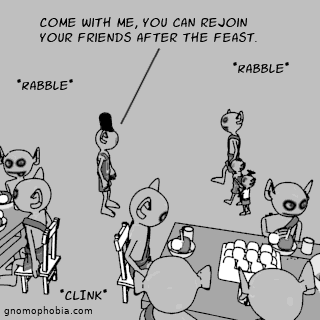 COME WITH ME, YOU CAN REJOIN
YOUR FRIENDS AFTER THE FEAST.
*RABBLE*
*RABBLE*
*CLINK*
gnomophobia.com